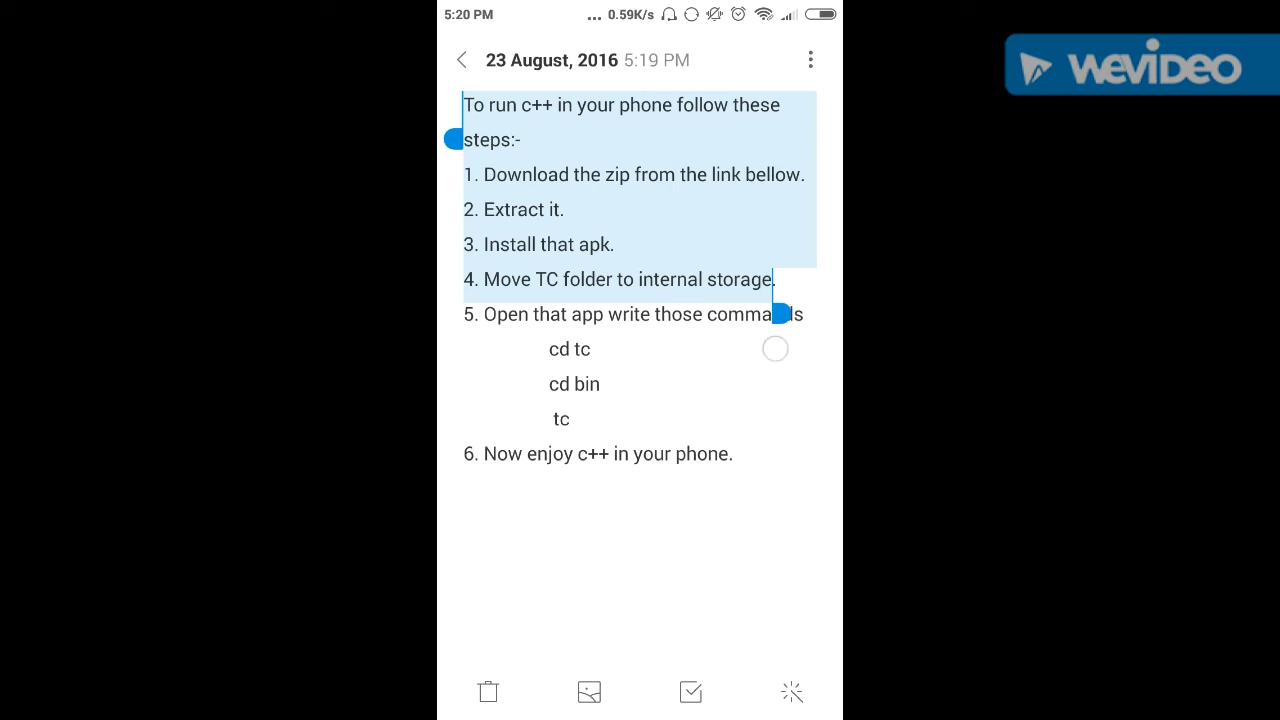 5:20 PM
... 0.59K/s
WEVIDEO
23 August, 2016 5:19 PM
To run c++ in your phone follow these
steps:-
1. Download the zip from the link bellow.
2. Extract it.
3. Install that apk.
4. Move TC folder to internal storage.
5. Open that app write those commands
cd tc
cd bin
tc
6. Now enjoy c++ in your phone.